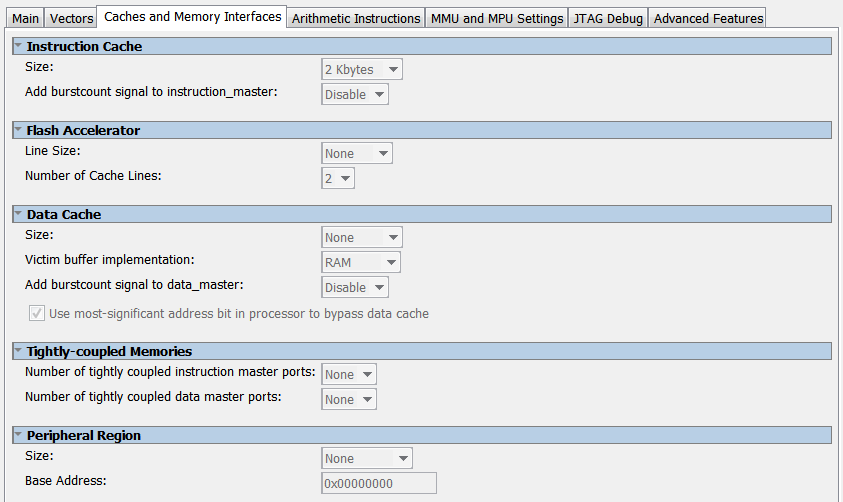 Main Vectors Caches and Memory Interfaces Arithmetic Instructions MMU and MPU Settings JTAG Debug Advanced Features
Instruction Cache
Size: 2 Kbytes
Add burstcount signal to instruction_master: Disable
Flash Accelerator
Line Size: None
Number of Cache Lines: 2
Data Cache
Size: None
Victim buffer implementation: RAM
Add burstcount signal to data_master: Disable
Use most-significant address bit in processor to bypass data cache
Tightly-coupled Memories
Number of tightly coupled instruction master ports: None
Number of tightly coupled data master ports: None
Peripheral Region
Size: None
Base Address: 0x00000000